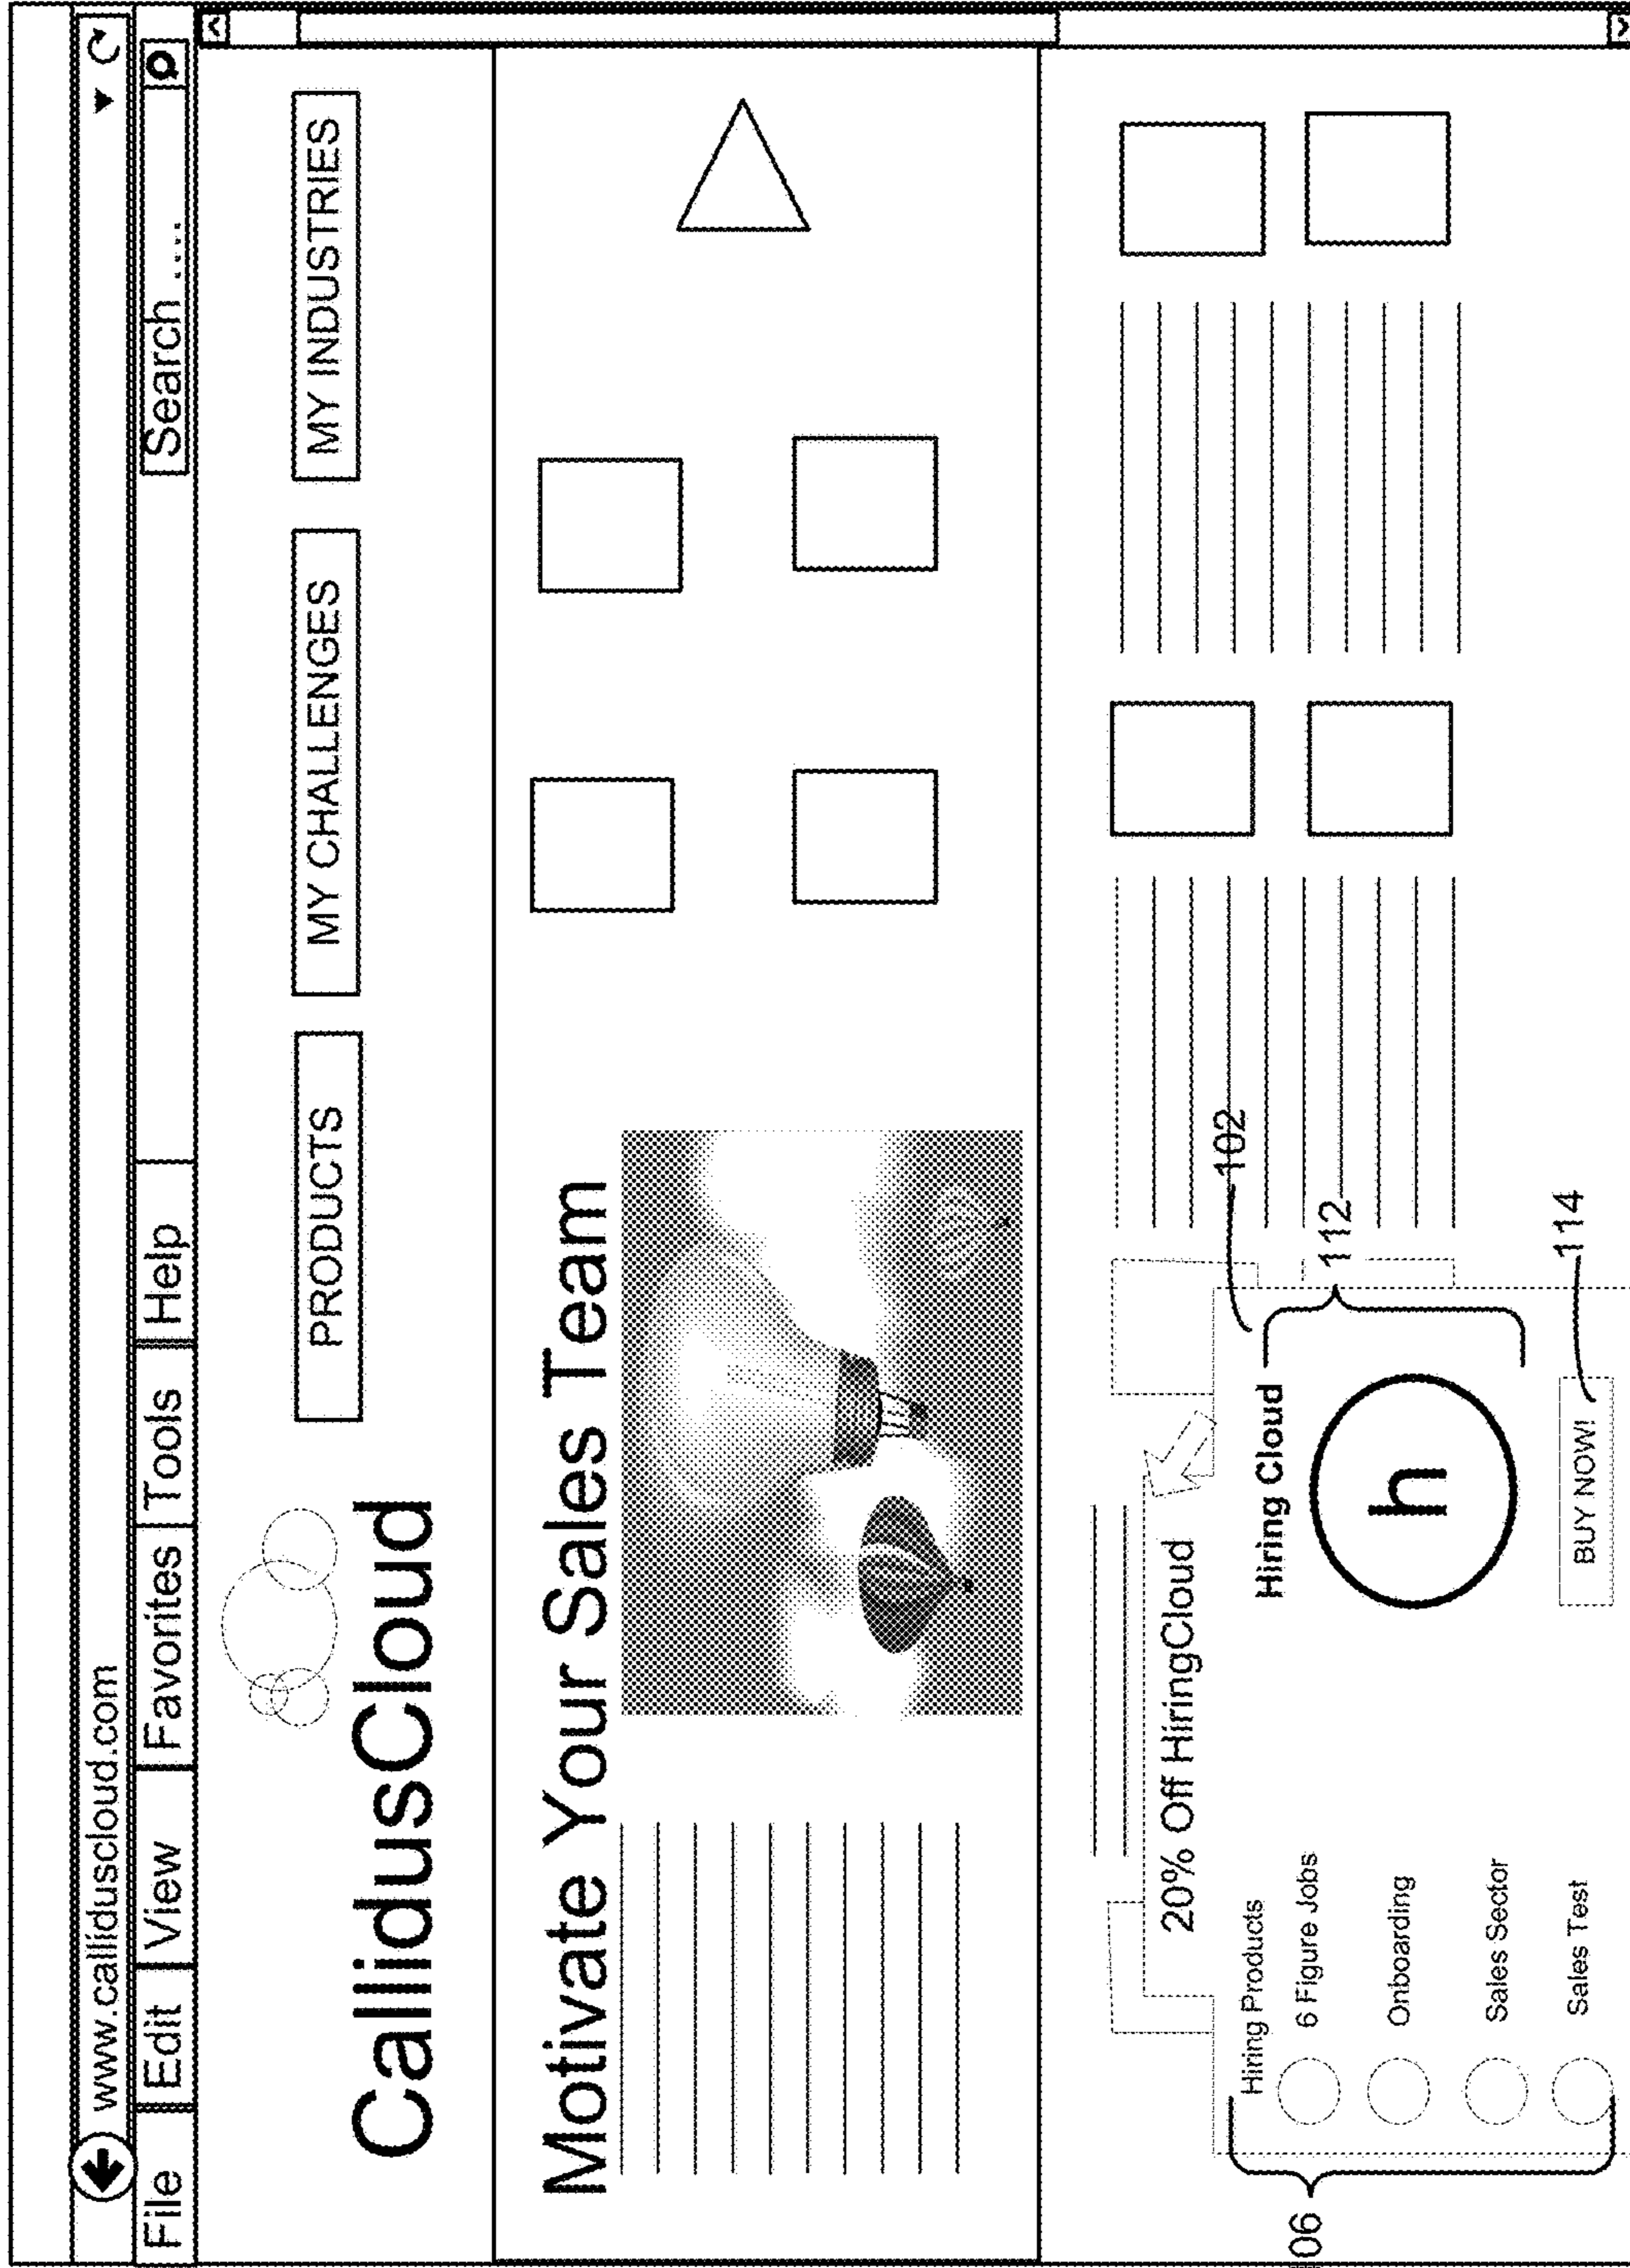 www.calliduscloud.com
File Edit View Favorites Tools Help Search ....
PRODUCTS MY CHALLENGES MY INDUSTRIES
CallidusCloud
Motivate Your Sales Team
20% Off HiringCloud
102
Hiring Products
Hiring Cloud
6 Figure Jobs
112
h
Onboarding
Sales Sector
Sales Test
BUY NOW!
114
06